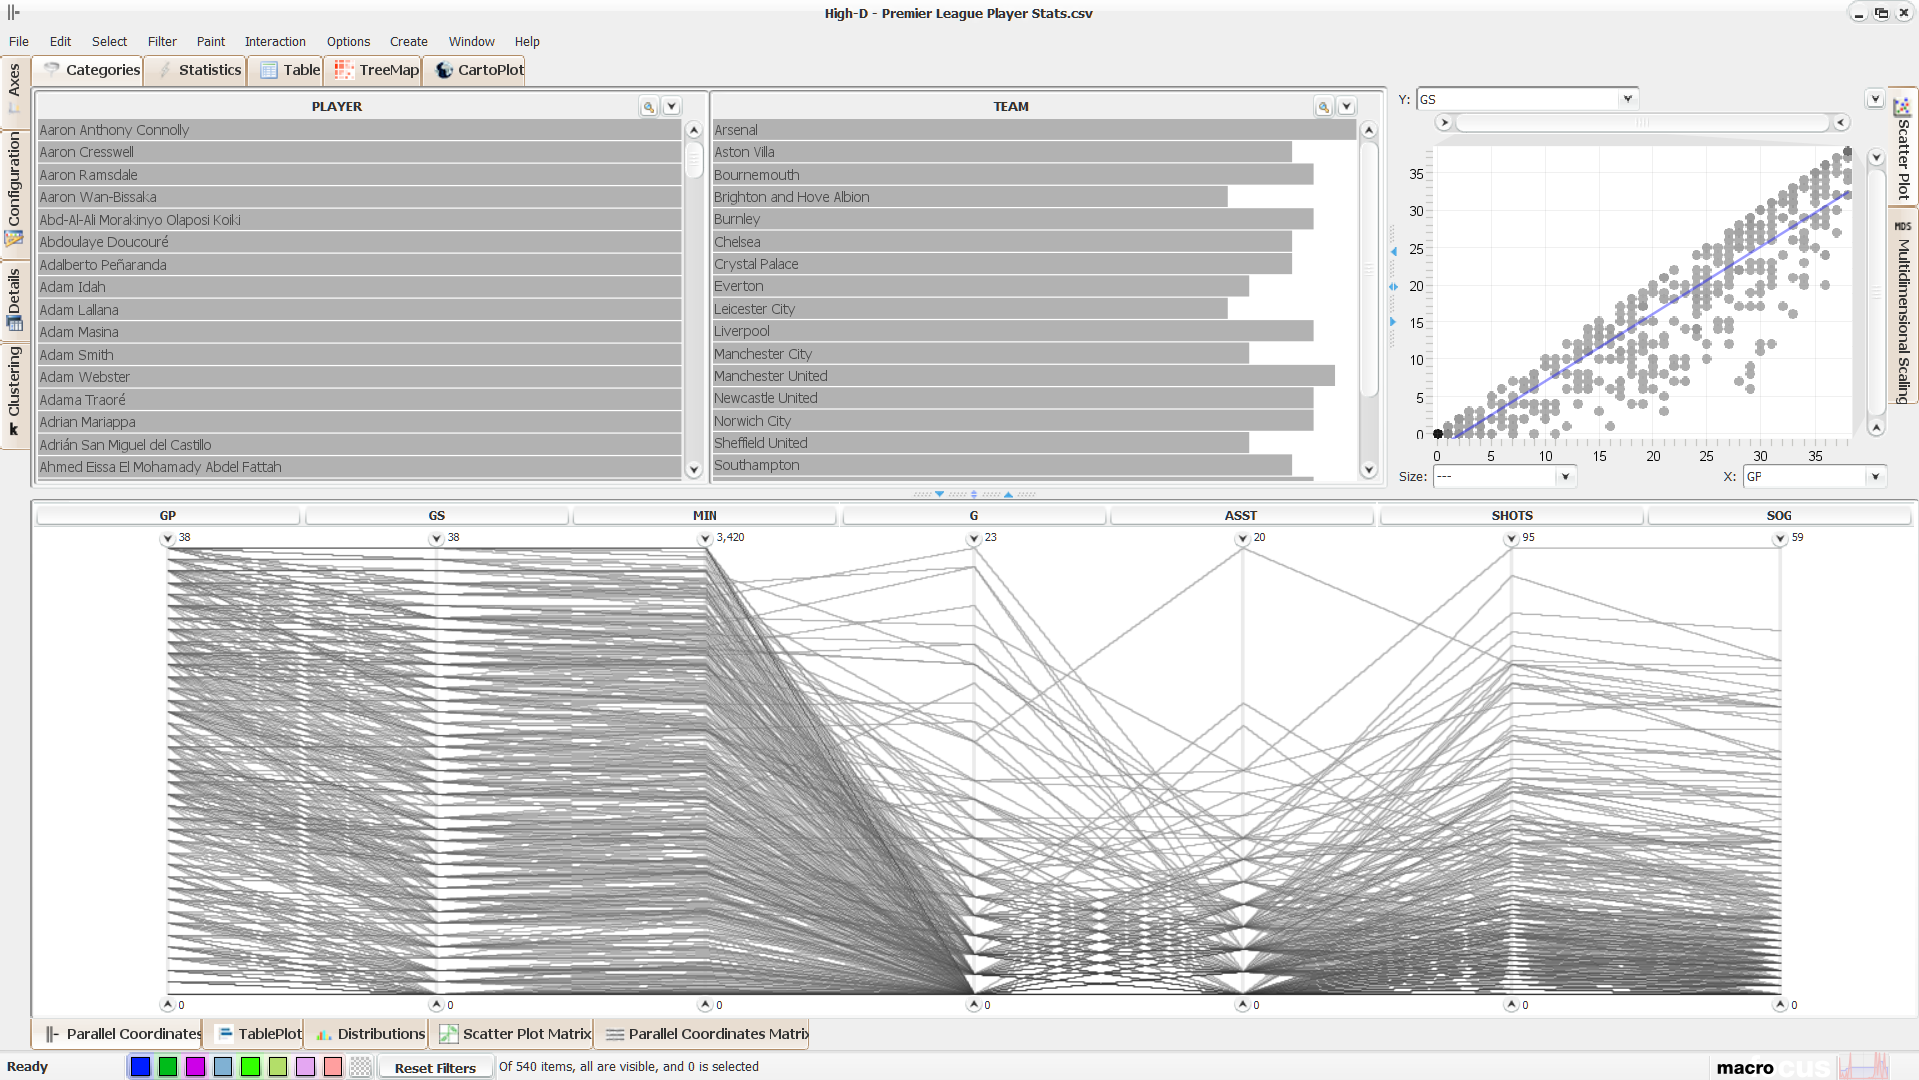 High-D - Premier League Player Stats.csv
File Edit Select Filter Paint Interaction Options Create Window Help
Axes
Configuration
Details
Clustering
k
Categories Statistics Table TreeMap CartoPlot
PLAYER
Aaron Anthony Connolly
Aaron Cresswell
Aaron Ramsdale
Aaron Wan-Bissaka
Abd-Al-Ali Morakinyo Olaposi Koiki
Abdoulaye Doucouré
Adalberto Peñaranda
Adam Idah
Adam Lallana
Adam Masina
Adam Smith
Adam Webster
Adama Traoré
Adrian Mariappa
Adrián San Miguel del Castillo
Ahmed Eissa El Mohamady Abdel Fattah
TEAM
Arsenal
Aston Villa
Bournemouth
Brighton and Hove Albion
Burnley
Chelsea
Crystal Palace
Everton
Leicester City
Liverpool
Manchester City
Manchester United
Newcastle United
Norwich City
Sheffield United
Southampton
Y: GS
35
30
25
20
15
10
5
0
0 5 10 15 20 25 30 35
Size: --- X: GP
Scatter Plot
MDS
Multidimensional Scaling
GP GS MIN G ASST SHOTS SOG
38 38 3,420 23 20 95 59
0 0 0 0 0 0 0
Parallel Coordinates TablePlot Distributions Scatter Plot Matrix Parallel Coordinates Matrix
Ready Reset Filters Of 540 items, all are visible, and 0 is selected
macrofocus